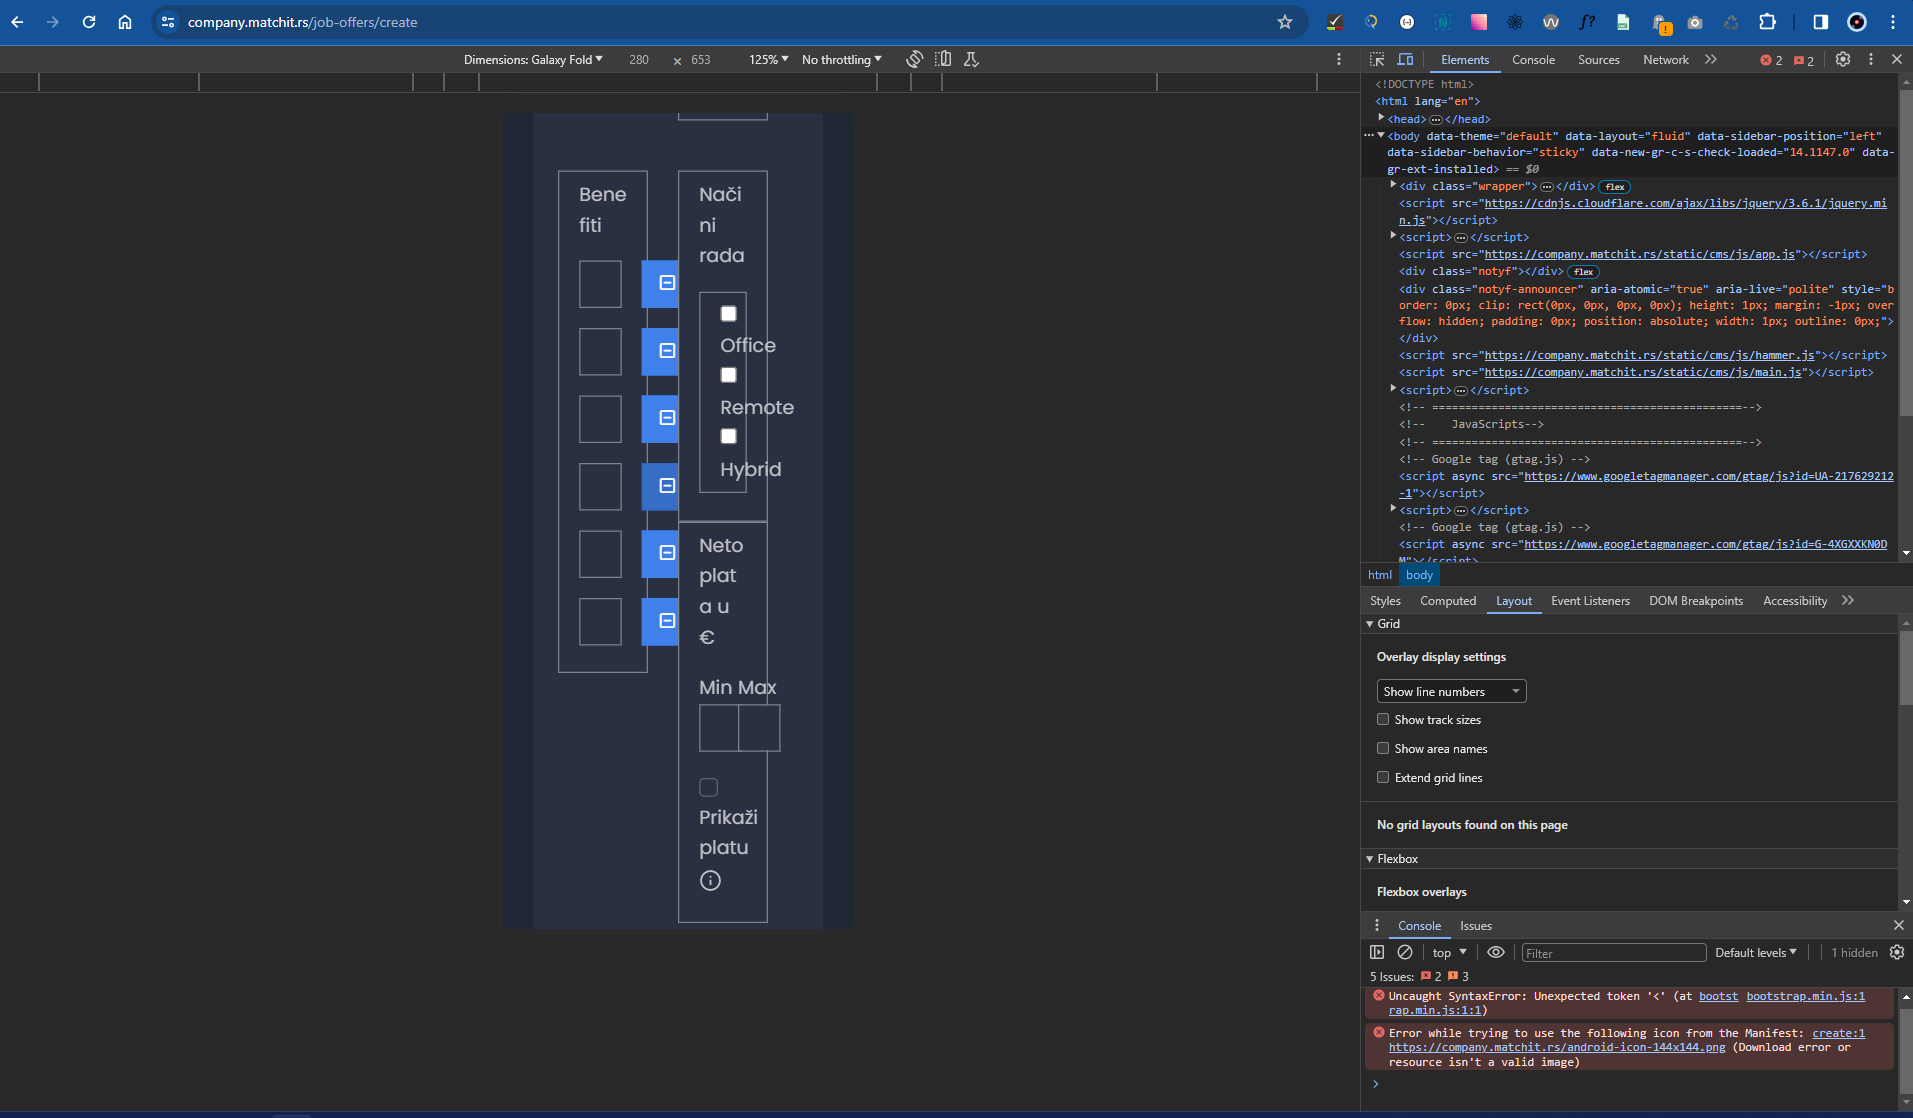 company.matchit.rs/job-offers/create
Dimensions: Galaxy Fold 280 × 653 125% No throttling
Elements Console Sources Network 2 2
<!DOCTYPE html>
<html lang="en">
<head></head>
<body data-theme="default" data-layout="fluid" data-sidebar-position="left"
data-sidebar-behavior="sticky" data-new-gr-c-s-check-loaded="14.1147.0" data-
gr-ext-installed> == $0
<div class="wrapper"></div> flex
<script src="https://cdnjs.cloudflare.com/ajax/libs/jquery/3.6.1/jquery.mi
n.js"></script>
<script></script>
<script src="https://company.matchit.rs/static/cms/js/app.js"></script>
<div class="notyf"></div> flex
<div class="notyf-announcer" aria-atomic="true" aria-live="polite" style="b
order: 0px; clip: rect(0px, 0px, 0px, 0px); height: 1px; margin: -1px; over
flow: hidden; padding: 0px; position: absolute; width: 1px; outline: 0px;">
</div>
<script src="https://company.matchit.rs/static/cms/js/hammer.js"></script>
<script src="https://company.matchit.rs/static/cms/js/main.js"></script>
<script></script>
<!-- ===============================================-->
<!-- JavaScripts-->
<!-- ===============================================-->
<!-- Google tag (gtag.js) -->
<script async src="https://www.googletagmanager.com/gtag/js?id=UA-217629212
-1"></script>
<script></script>
<!-- Google tag (gtag.js) -->
<script async src="https://www.googletagmanager.com/gtag/js?id=G-4XGXXKN0D
M"></script>
html body
Styles Computed Layout Event Listeners DOM Breakpoints Accessibility
Grid
Overlay display settings
Show line numbers
Show track sizes
Show area names
Extend grid lines
No grid layouts found on this page
Flexbox
Flexbox overlays
Console Issues
top Filter Default levels 1 hidden
5 Issues: 2 3
Uncaught SyntaxError: Unexpected token '<' (at bootst bootstrap.min.js:1
rap.min.js:1:1)
Error while trying to use the following icon from the Manifest: create:1
https://company.matchit.rs/android-icon-144x144.png (Download error or
resource isn't a valid image)
Bene
fiti
Nači
ni
rada
Office
Remote
Hybrid
Neto
plat
a u
€
Min Max
Prikaži
platu